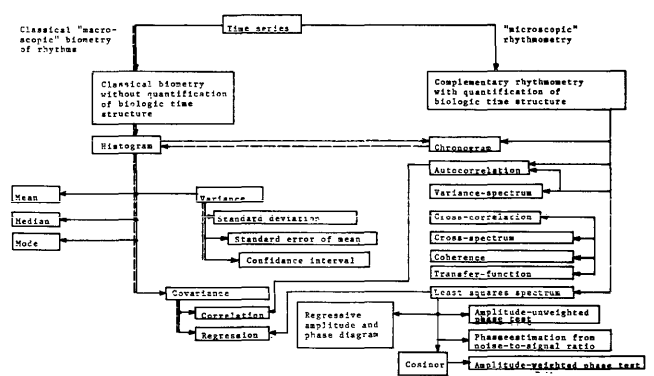 Classical "macro-
scopic" biometry
of rhythms
Time series
"microscopic"
rhythmometry
Classical biometry
without quantification
of biologic time
structure
Complementary rhythmometry
with quantification of
biologic time structure
Histogram
Chronogram
Autocorrelation
Variance-spectrum
Mean
Median
Mode
Variance
Standard deviation
Standard error of mean
Confidance interval
Cross-correlation
Cross-spectrum
Coherence
Transfer-function
Covariance
Correlation
Regression
Least squares spectrum
Regressive
amplitude and
phase diagram
Amplitude-unweighted
phase test
Phaseestimation from
noise-to-signal ratio
Cosinor
Amplitude-weighted phase test